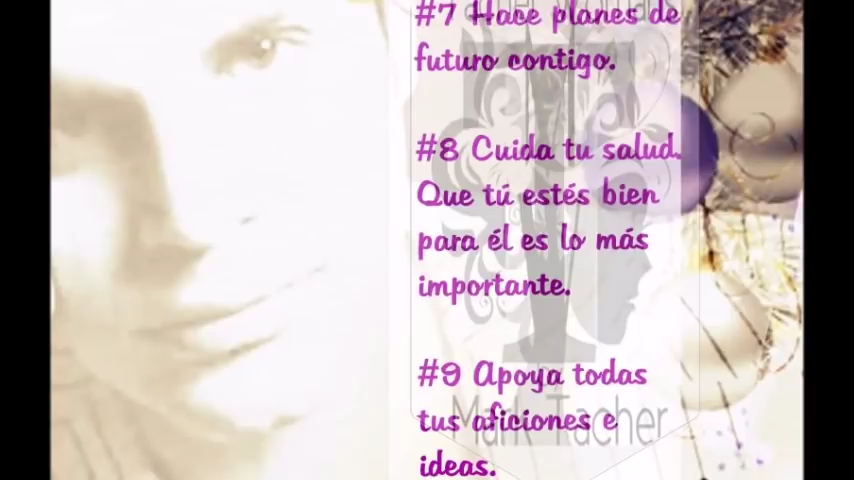 #7 Hace planes de
futuro contigo.
#8 Cuida tu salud.
Que tú estés bien
para él es lo más
importante.
#9 Apoya todas
tus aficiones e
ideas.
Mark Tacher